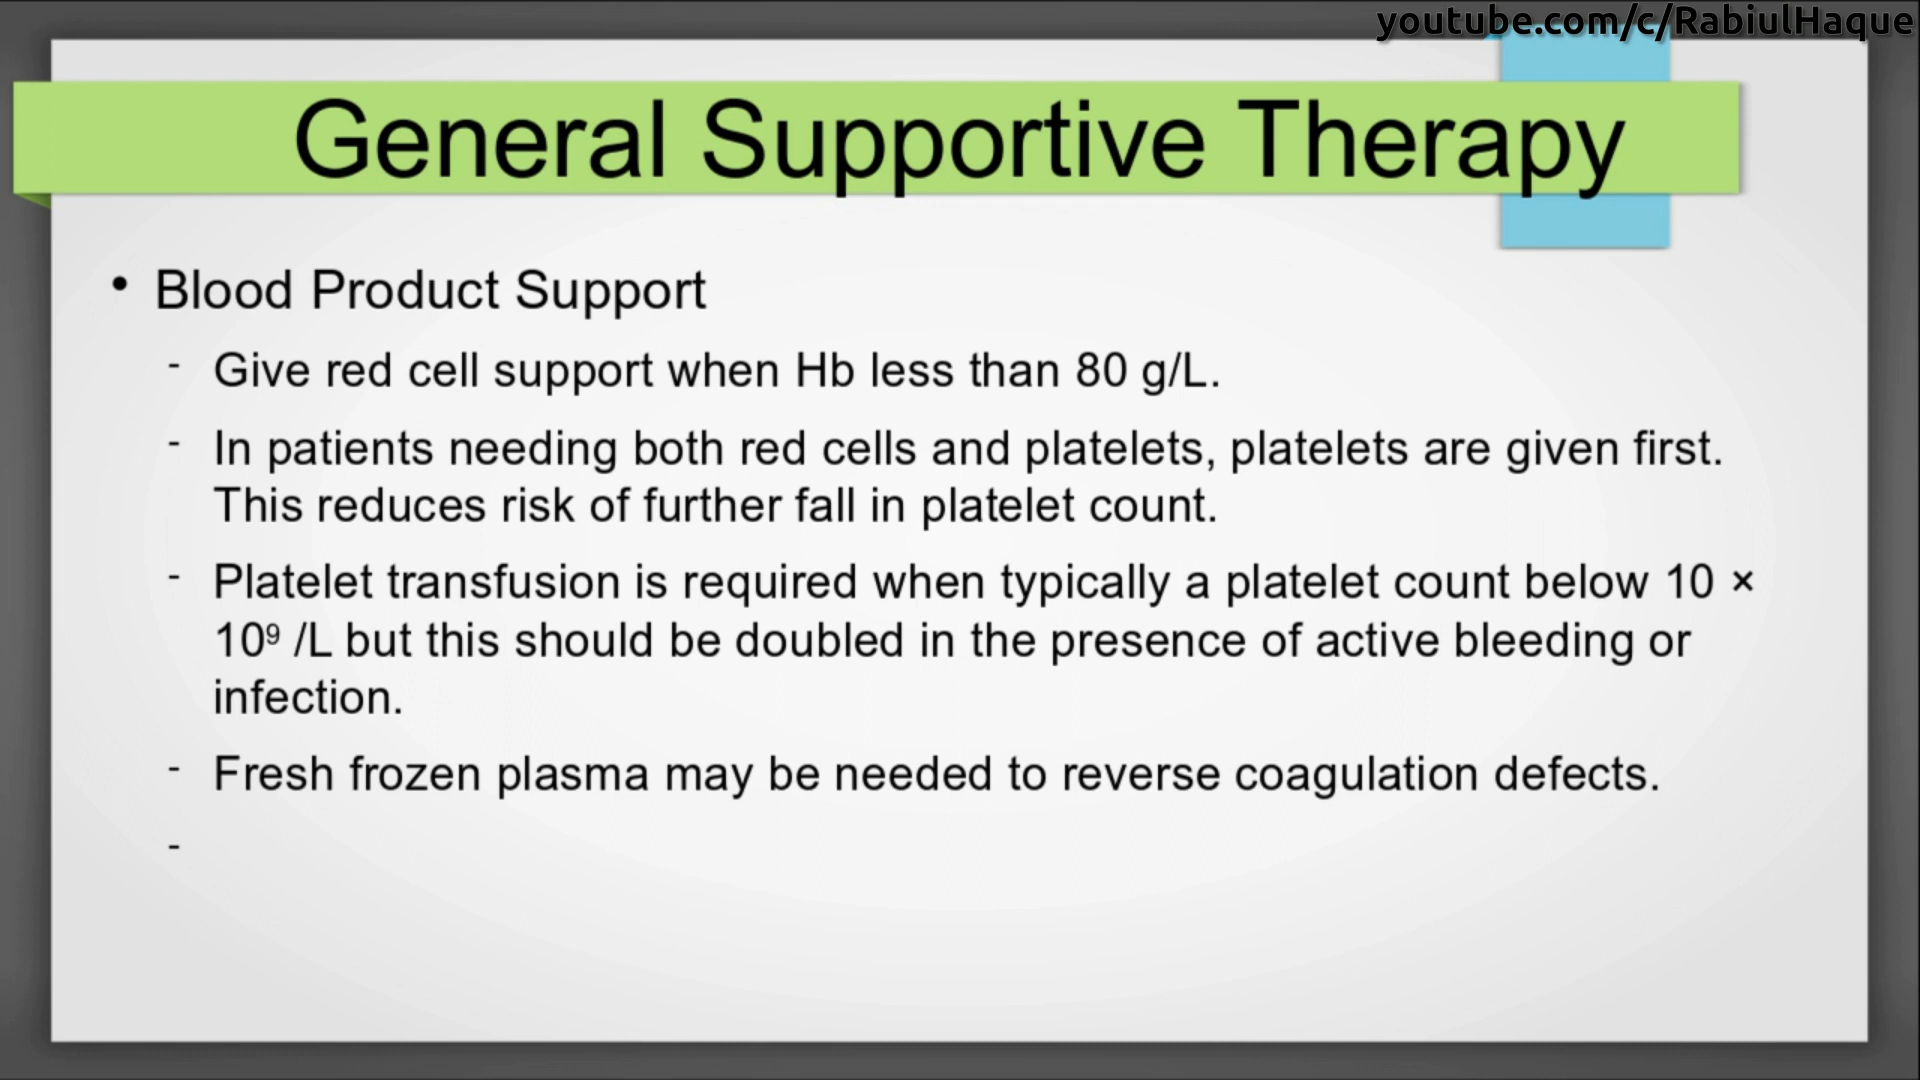 youtube.com/c/RabiulHaque
General Supportive Therapy
• Blood Product Support
- Give red cell support when Hb less than 80 g/L.
- In patients needing both red cells and platelets, platelets are given first.
This reduces risk of further fall in platelet count.
- Platelet transfusion is required when typically a platelet count below 10 ×
10⁹ /L but this should be doubled in the presence of active bleeding or
infection.
- Fresh frozen plasma may be needed to reverse coagulation defects.
-